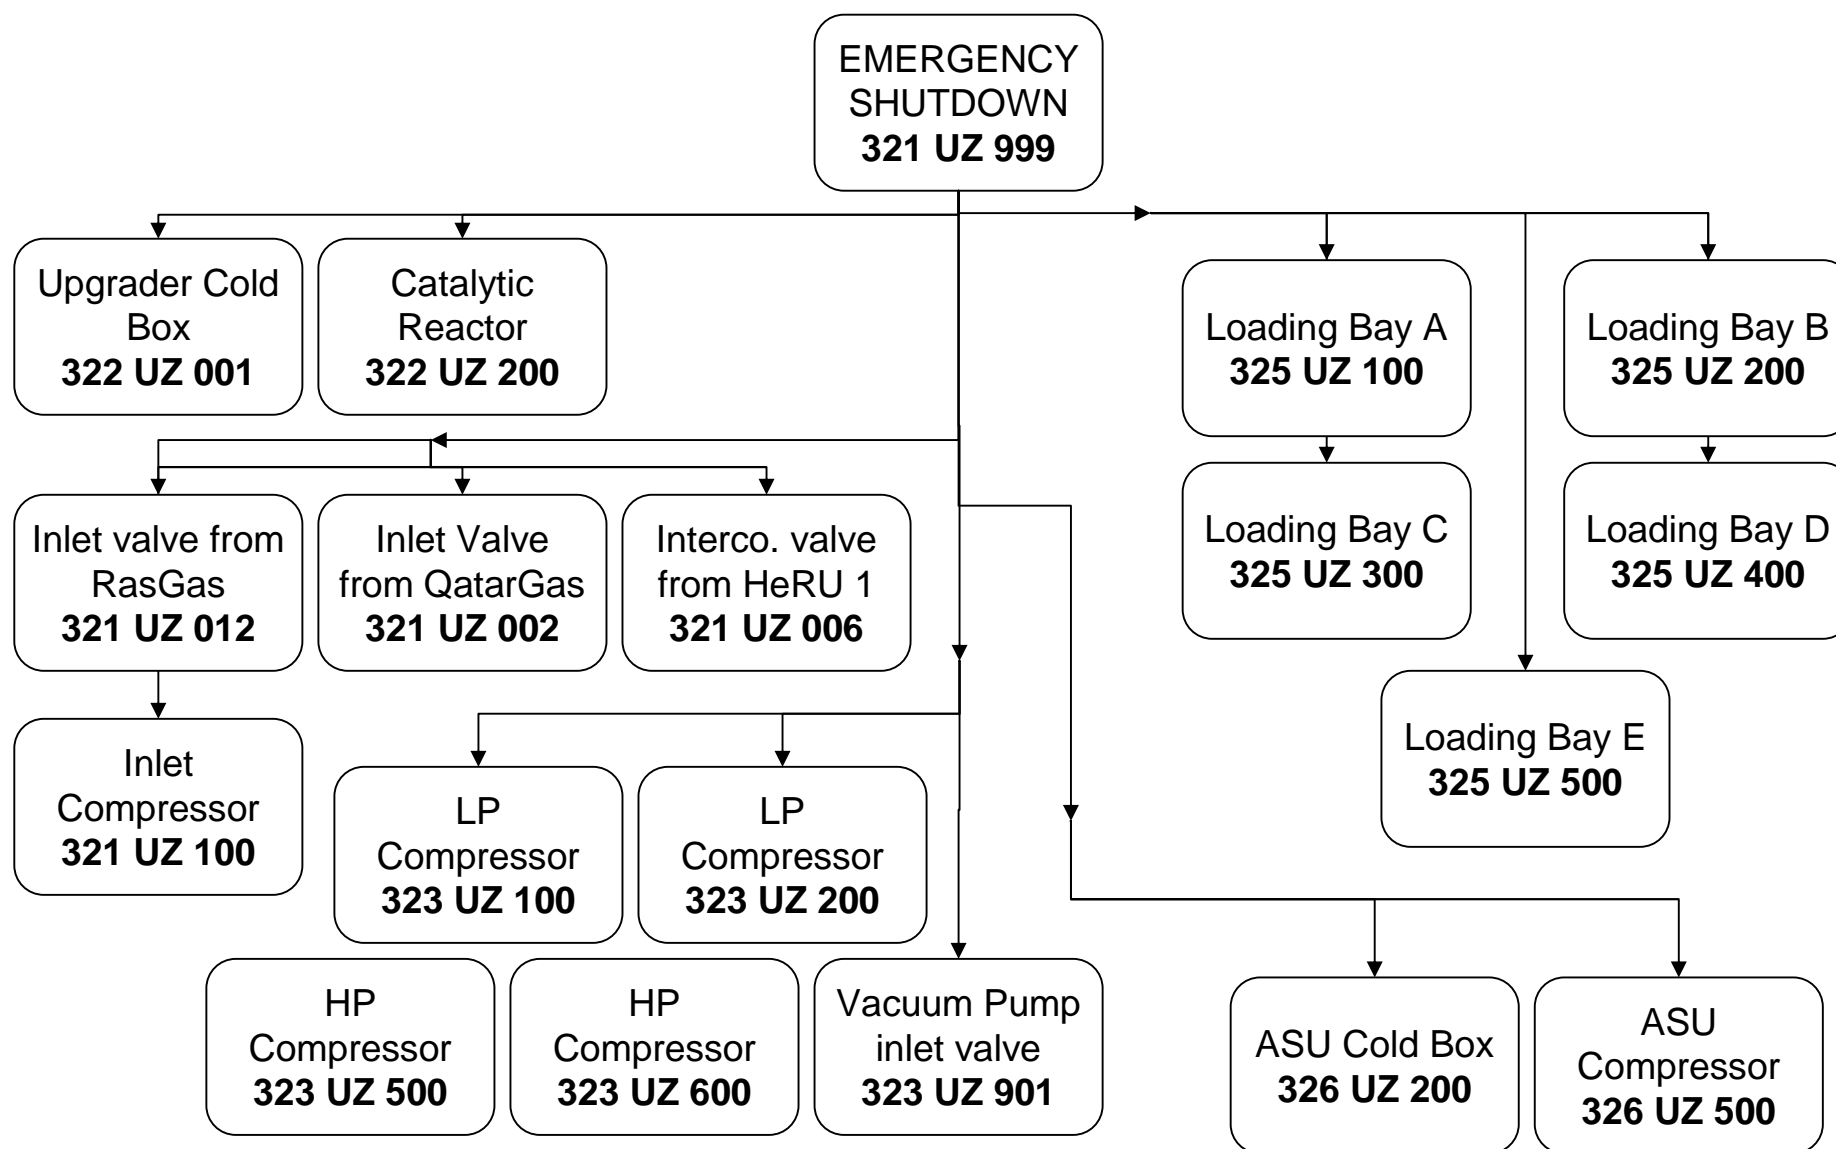 EMERGENCY
SHUTDOWN
321 UZ 999
Upgrader Cold
Box
322 UZ 001
Catalytic
Reactor
322 UZ 200
Loading Bay A
325 UZ 100
Loading Bay B
325 UZ 200
Inlet valve from
RasGas
321 UZ 012
Inlet Valve
from QatarGas
321 UZ 002
Interco. valve
from HeRU 1
321 UZ 006
Loading Bay C
325 UZ 300
Loading Bay D
325 UZ 400
Inlet
Compressor
321 UZ 100
LP
Compressor
323 UZ 100
LP
Compressor
323 UZ 200
Loading Bay E
325 UZ 500
HP
Compressor
323 UZ 500
HP
Compressor
323 UZ 600
Vacuum Pump
inlet valve
323 UZ 901
ASU Cold Box
326 UZ 200
ASU
Compressor
326 UZ 500